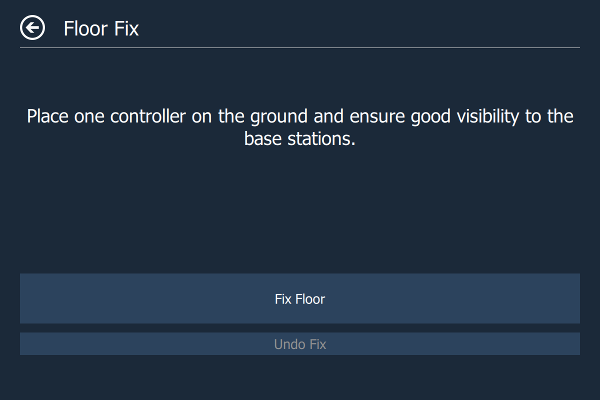 Floor Fix
Place one controller on the ground and ensure good visibility to the
base stations.
Fix Floor
Undo Fix